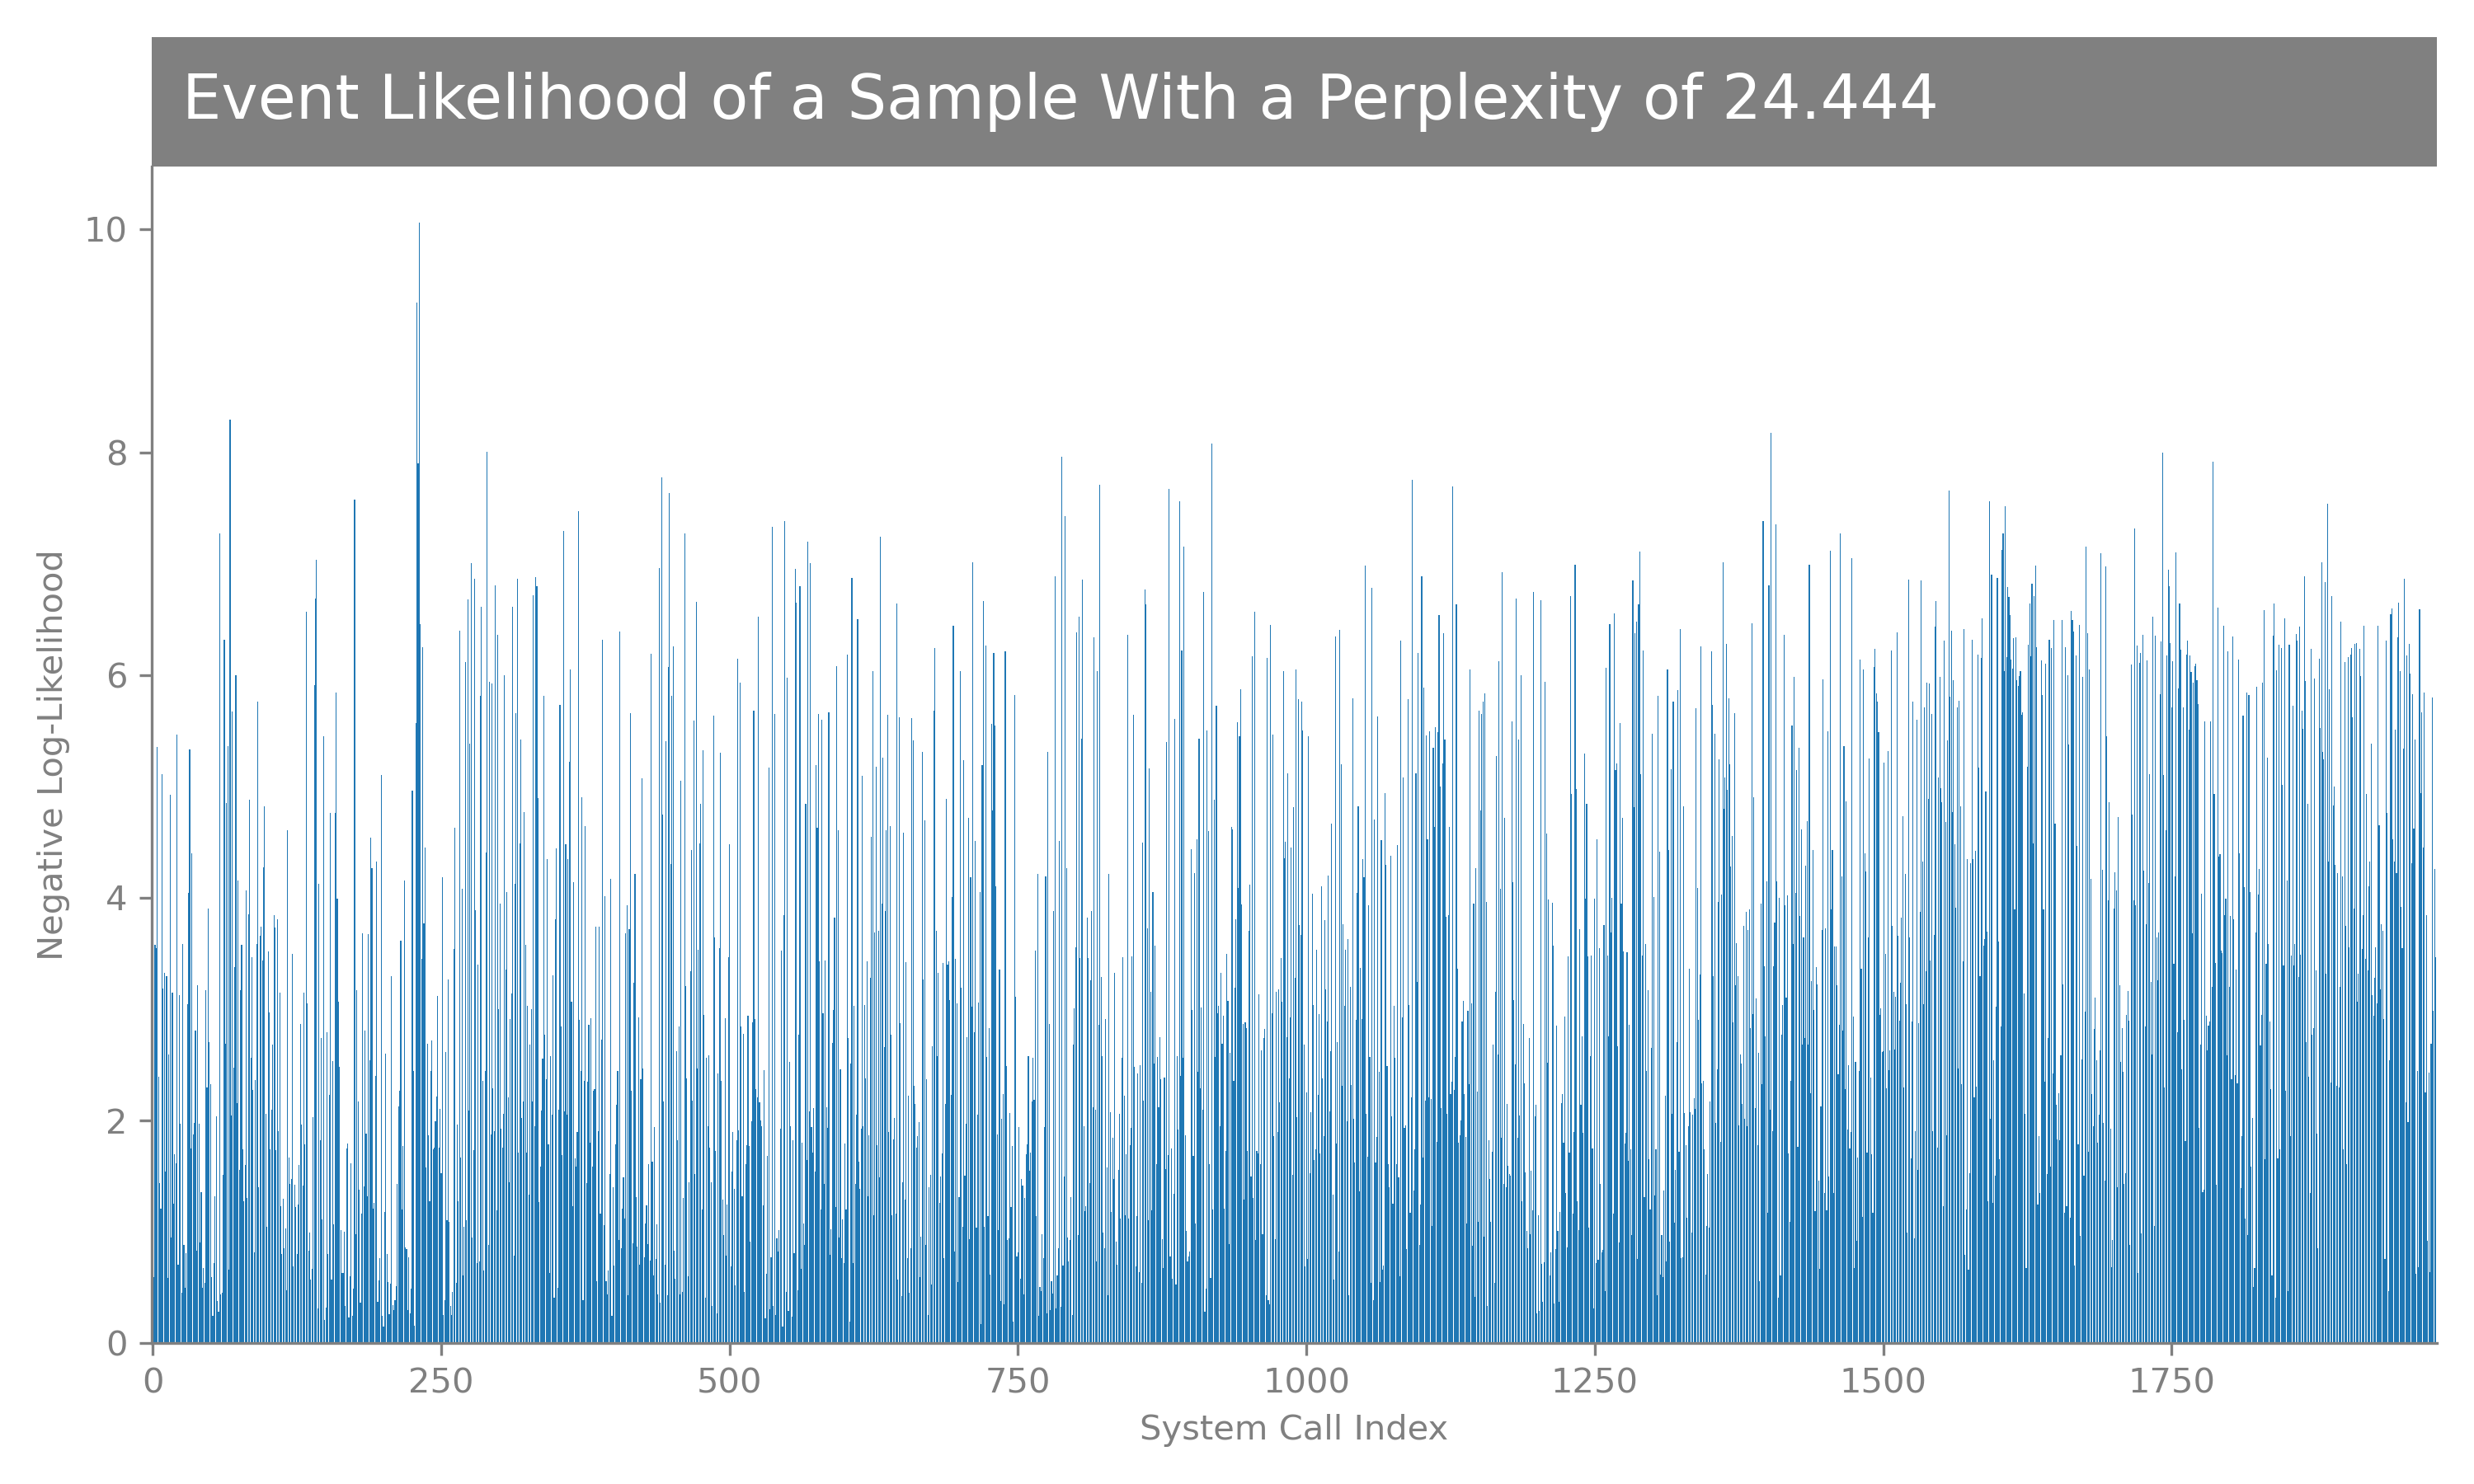 Event Likelihood of a Sample With a Perplexity of 24.444
10
8
6
4
2
0
Negative Log-Likelihood
0 250 500 750 1000 1250 1500 1750
System Call Index